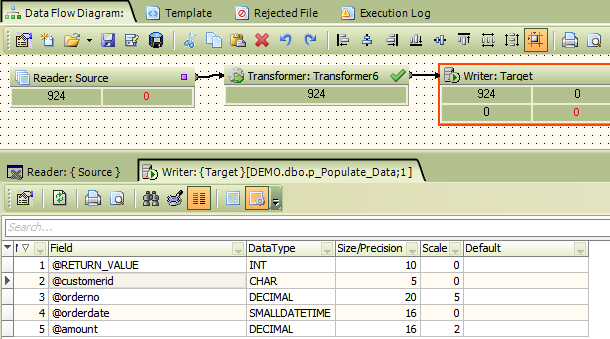 Data Flow Diagram: Template Rejected File Execution Log
Reader: Source Transformer: Transformer6 Writer: Target
924 0 924 924 0
0 0
Reader: { Source } Writer: {Target }[DEMO.dbo.p_Populate_Data;1]
Search...
Field DataType Size/Precision Scale Default
1 @RETURN_VALUE INT 10 0
2 @customerid CHAR 5 0
3 @orderno DECIMAL 20 5
4 @orderdate SMALLDATETIME 16 0
5 @amount DECIMAL 16 2